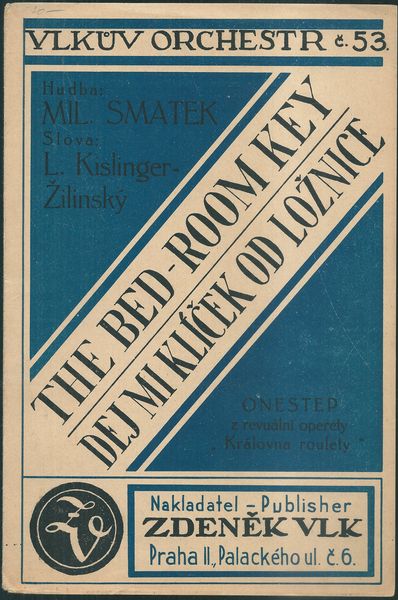 VLKŮV ORCHESTR č. 53.
Hudba:
MIL. SMATEK
Slova:
L. Kislinger-
Žilinský
THE BED-ROOM KEY
DEJ MI KLÍČEK OD LOŽNICE
ONESTEP
z revuální operety
„Královna roulety"
Nakladatel - Publisher
ZDENĚK VLK
Praha II., Palackého ul. č. 6.